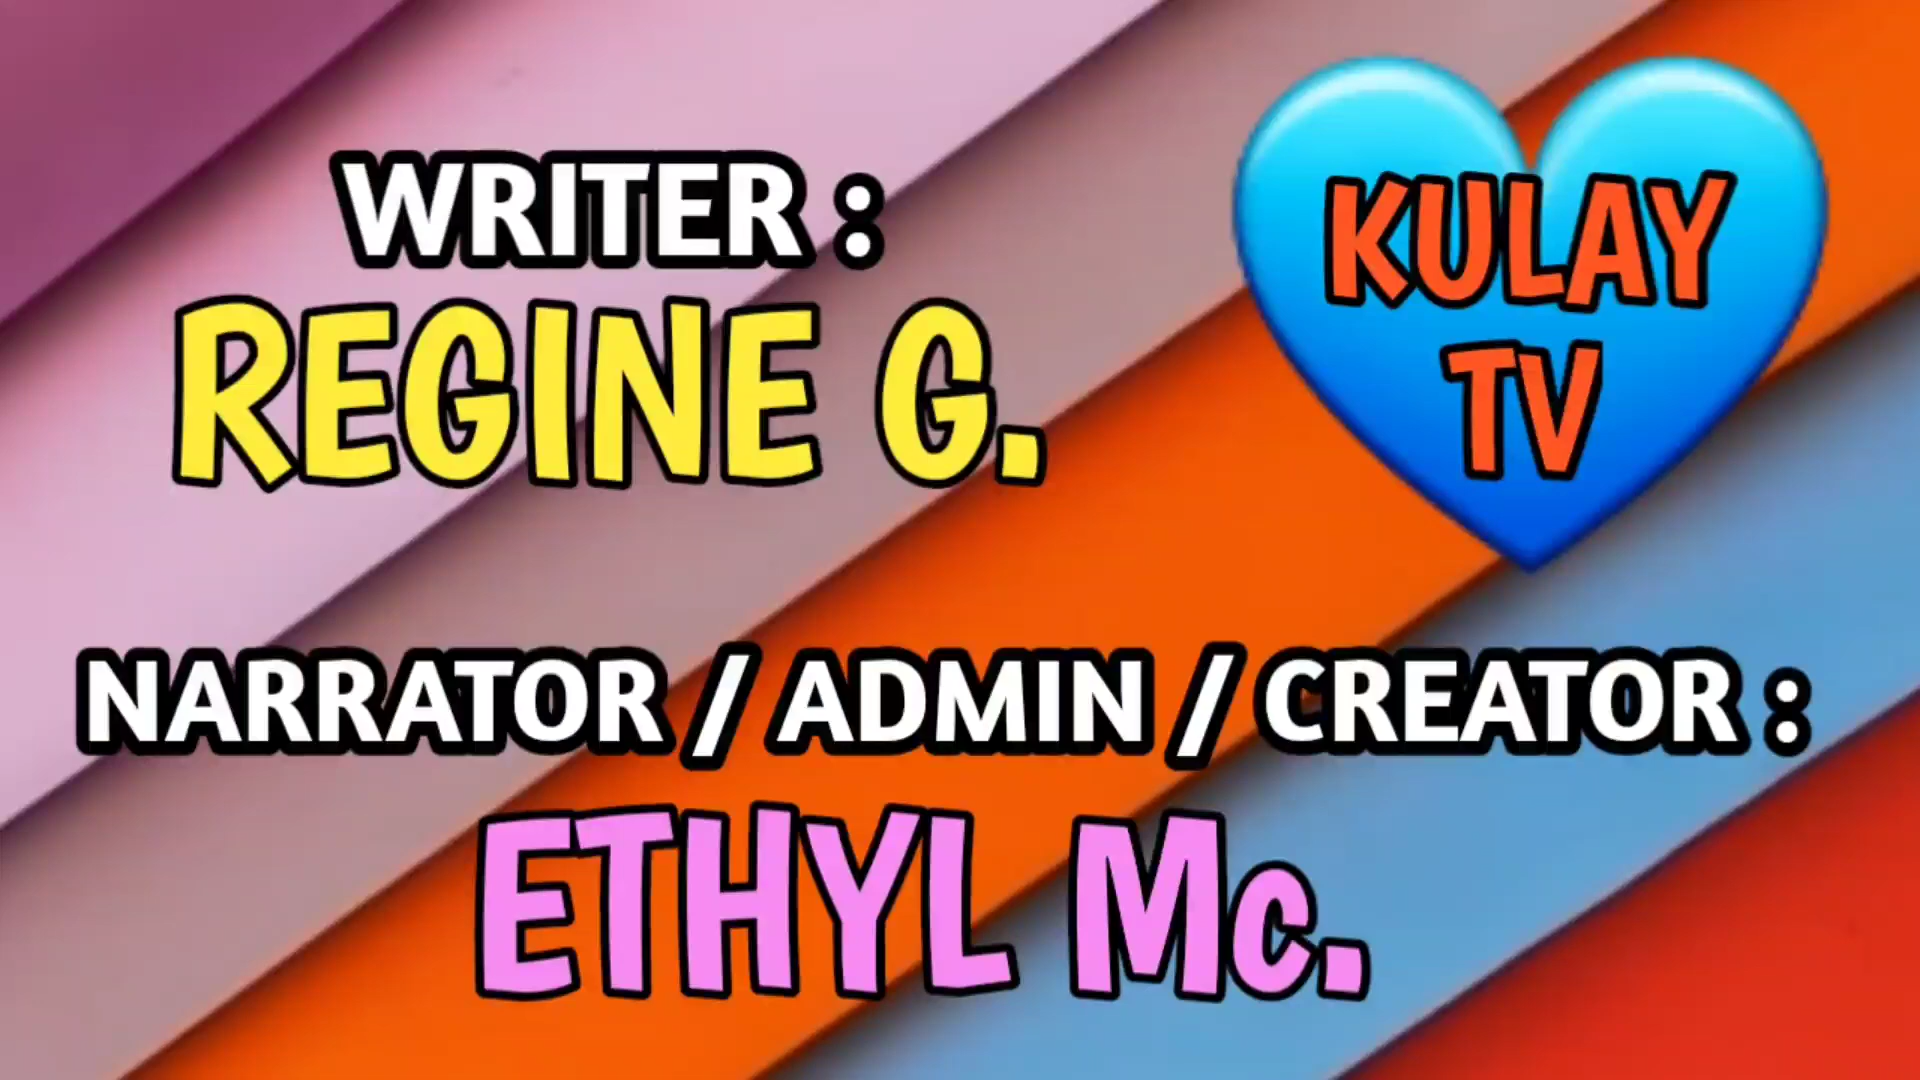 WRITER :
REGINE G.
KULAY
TV
NARRATOR / ADMIN / CREATOR :
ETHYL Mc.